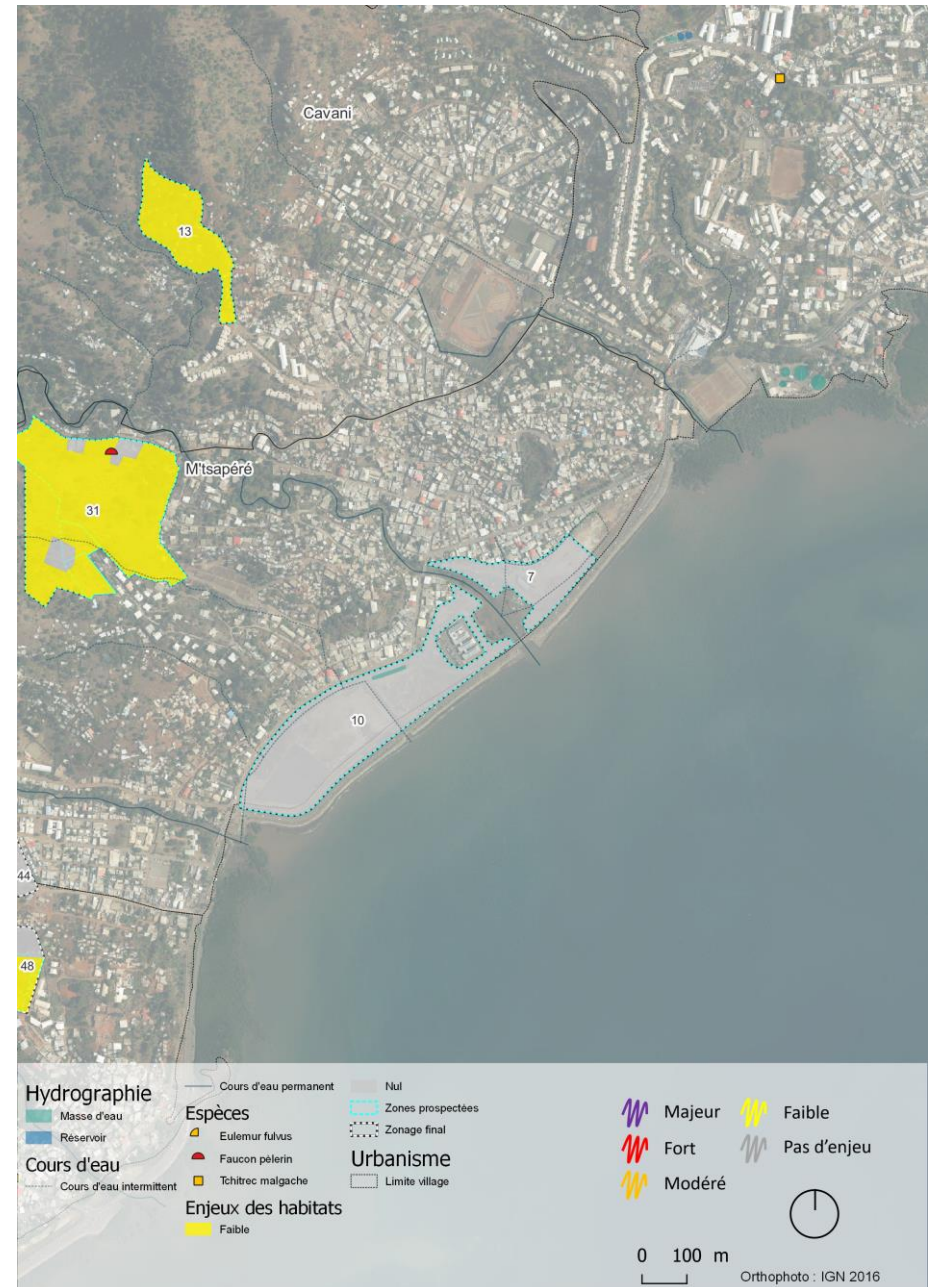 Cavani
13
M'tsapéré
31
7
10
44
48
Hydrographie
Masse d'eau
Réservoir
Cours d'eau
Cours d'eau intermittent
Cours d'eau permanent
Espèces
Eulemur fulvus
Faucon pèlerin
Tchitrec malgache
Enjeux des habitats
Faible
Nul
Zones prospectées
Zonage final
Urbanisme
Limite village
Majeur
Fort
Modéré
Faible
Pas d'enjeu
0 100 m
Orthophoto : IGN 2016